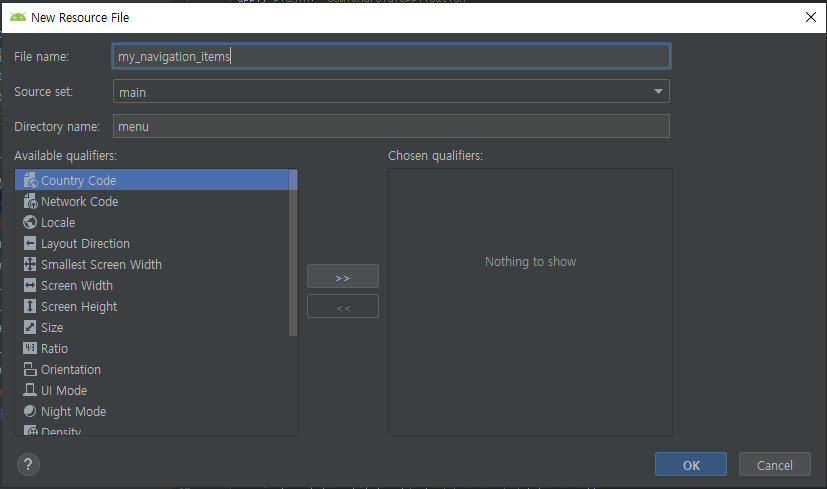 New Resource File
File name:
my_navigation_items
Source set:
main
Directory name:
menu
Available qualifiers:
Chosen qualifiers:
Country Code
Network Code
Locale
Layout Direction
Smallest Screen Width
Screen Width
Screen Height
Size
Ratio
Orientation
UI Mode
Night Mode
Density
>>
<<
Nothing to show
?
OK
Cancel